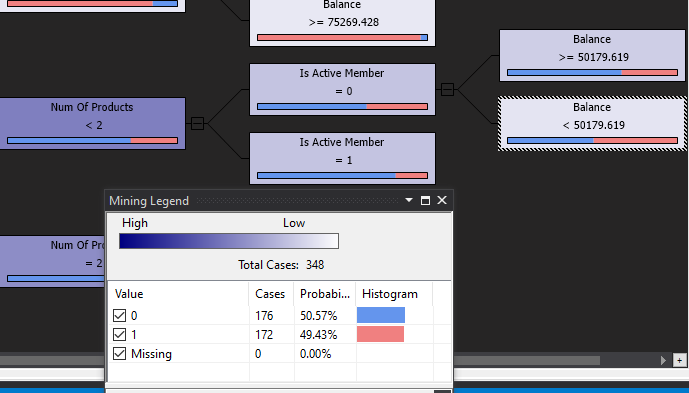 Balance
>= 75269.428
Balance
>= 50179.619
Is Active Member
= 0
Num Of Products
< 2
Balance
< 50179.619
Is Active Member
= 1
Mining Legend
High Low
Total Cases: 348
Num Of Pro
= 2
Value Cases Probabi... Histogram
0 176 50.57%
1 172 49.43%
Missing 0 0.00%